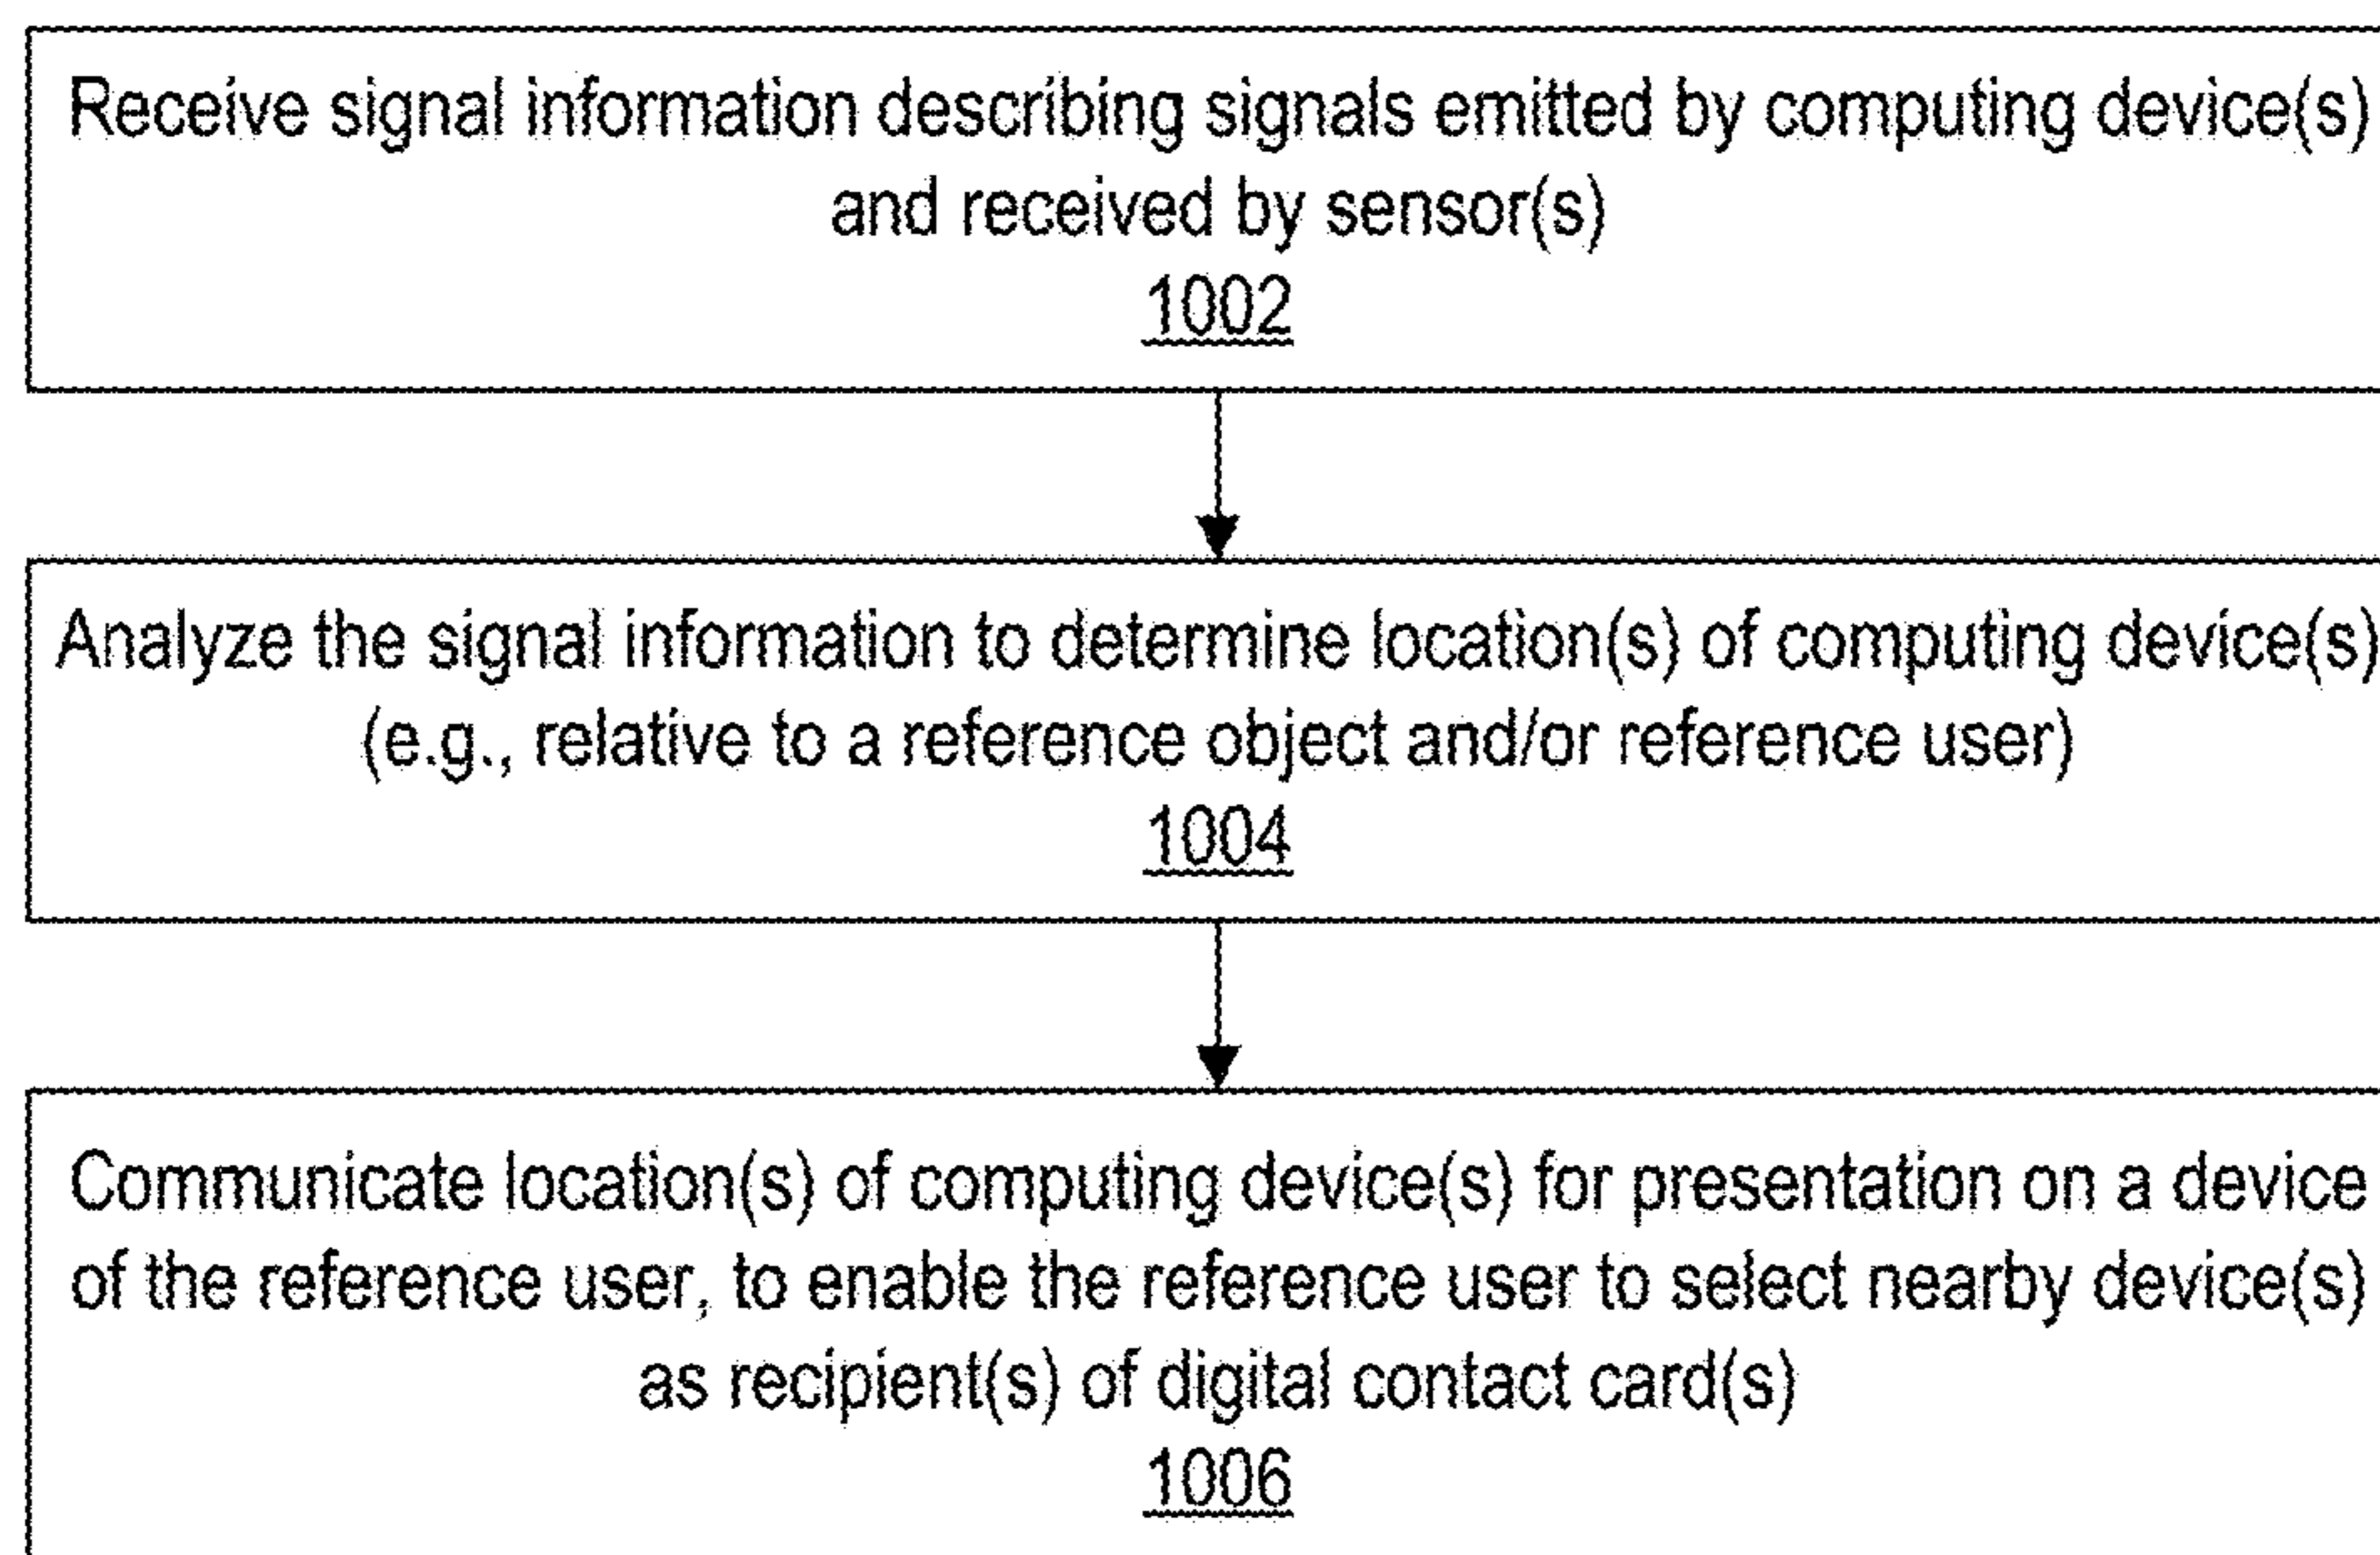 Receive signal information describing signals emitted by computing device(s)
and received by sensor(s)
1002
Analyze the signal information to determine location(s) of computing device(s)
(e.g., relative to a reference object and/or reference user)
1004
Communicate location(s) of computing device(s) for presentation on a device
of the reference user, to enable the reference user to select nearby device(s)
as recipient(s) of digital contact card(s)
1006